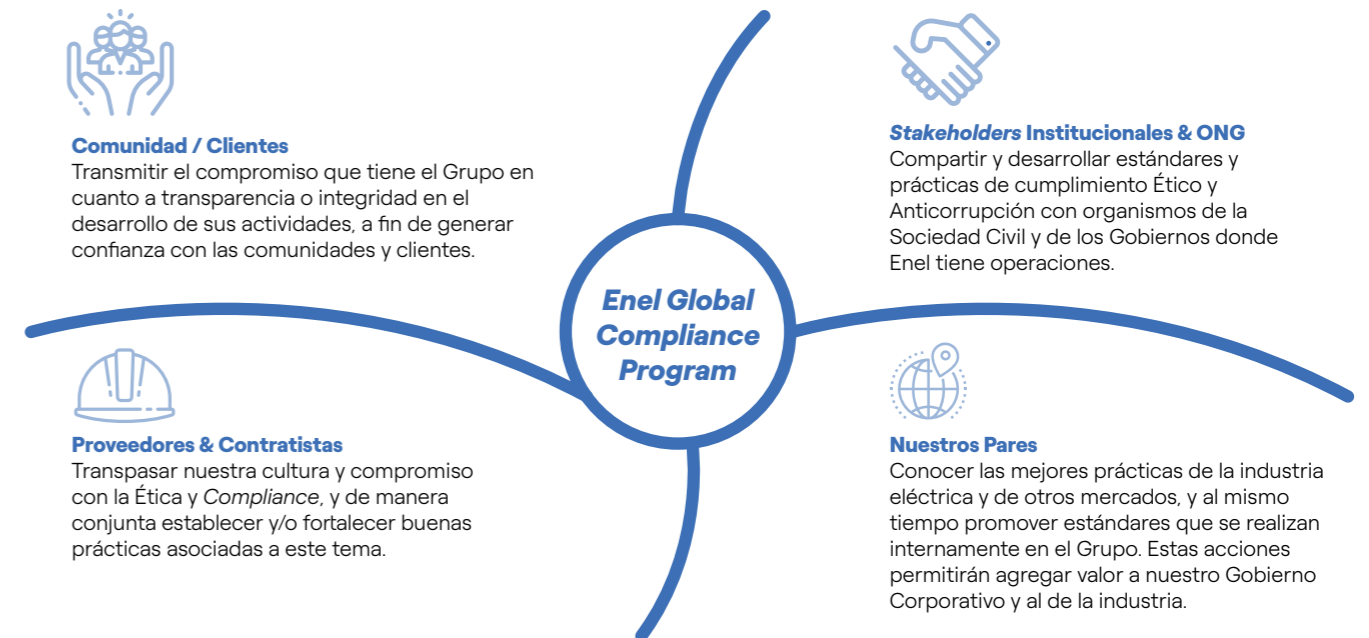 Comunidad / Clientes
Transmitir el compromiso que tiene el Grupo en
cuanto a transparencia o integridad en el
desarrollo de sus actividades, a fin de generar
confianza con las comunidades y clientes.
Stakeholders Institucionales & ONG
Compartir y desarrollar estándares y
prácticas de cumplimiento Ético y
Anticorrupción con organismos de la
Sociedad Civil y de los Gobiernos donde
Enel tiene operaciones.
Enel Global
Compliance
Program
Proveedores & Contratistas
Transpasar nuestra cultura y compromiso
con la Ética y Compliance, y de manera
conjunta establecer y/o fortalecer buenas
prácticas asociadas a este tema.
Nuestros Pares
Conocer las mejores prácticas de la industria
eléctrica y de otros mercados, y al mismo
tiempo promover estándares que se realizan
internamente en el Grupo. Estas acciones
permitirán agregar valor a nuestro Gobierno
Corporativo y al de la industria.